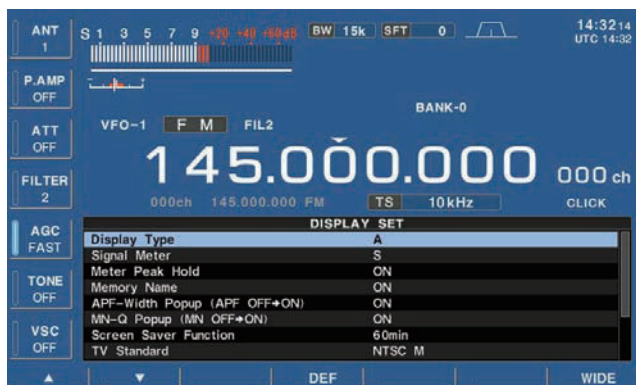 ANT
1
S 1 3 5 7 9 +20 +40 +60dB
BW 15k SFT 0
14:32 14
UTC 14:32
P.AMP
OFF
BANK-0
VFO-1 F M FIL2
ATT
OFF
145.000.000 000 ch
FILTER
2
000ch 145.000.000 FM TS 10kHz CLICK
AGC
FAST
DISPLAY SET
Display Type A
Signal Meter S
Meter Peak Hold ON
Memory Name ON
APF-Width Popup (APF OFF→ON) ON
MN-Q Popup (MN OFF→ON) ON
Screen Saver Function 60min
TV Standard NTSC M
TONE
OFF
VSC
OFF
▲ ▼ DEF WIDE